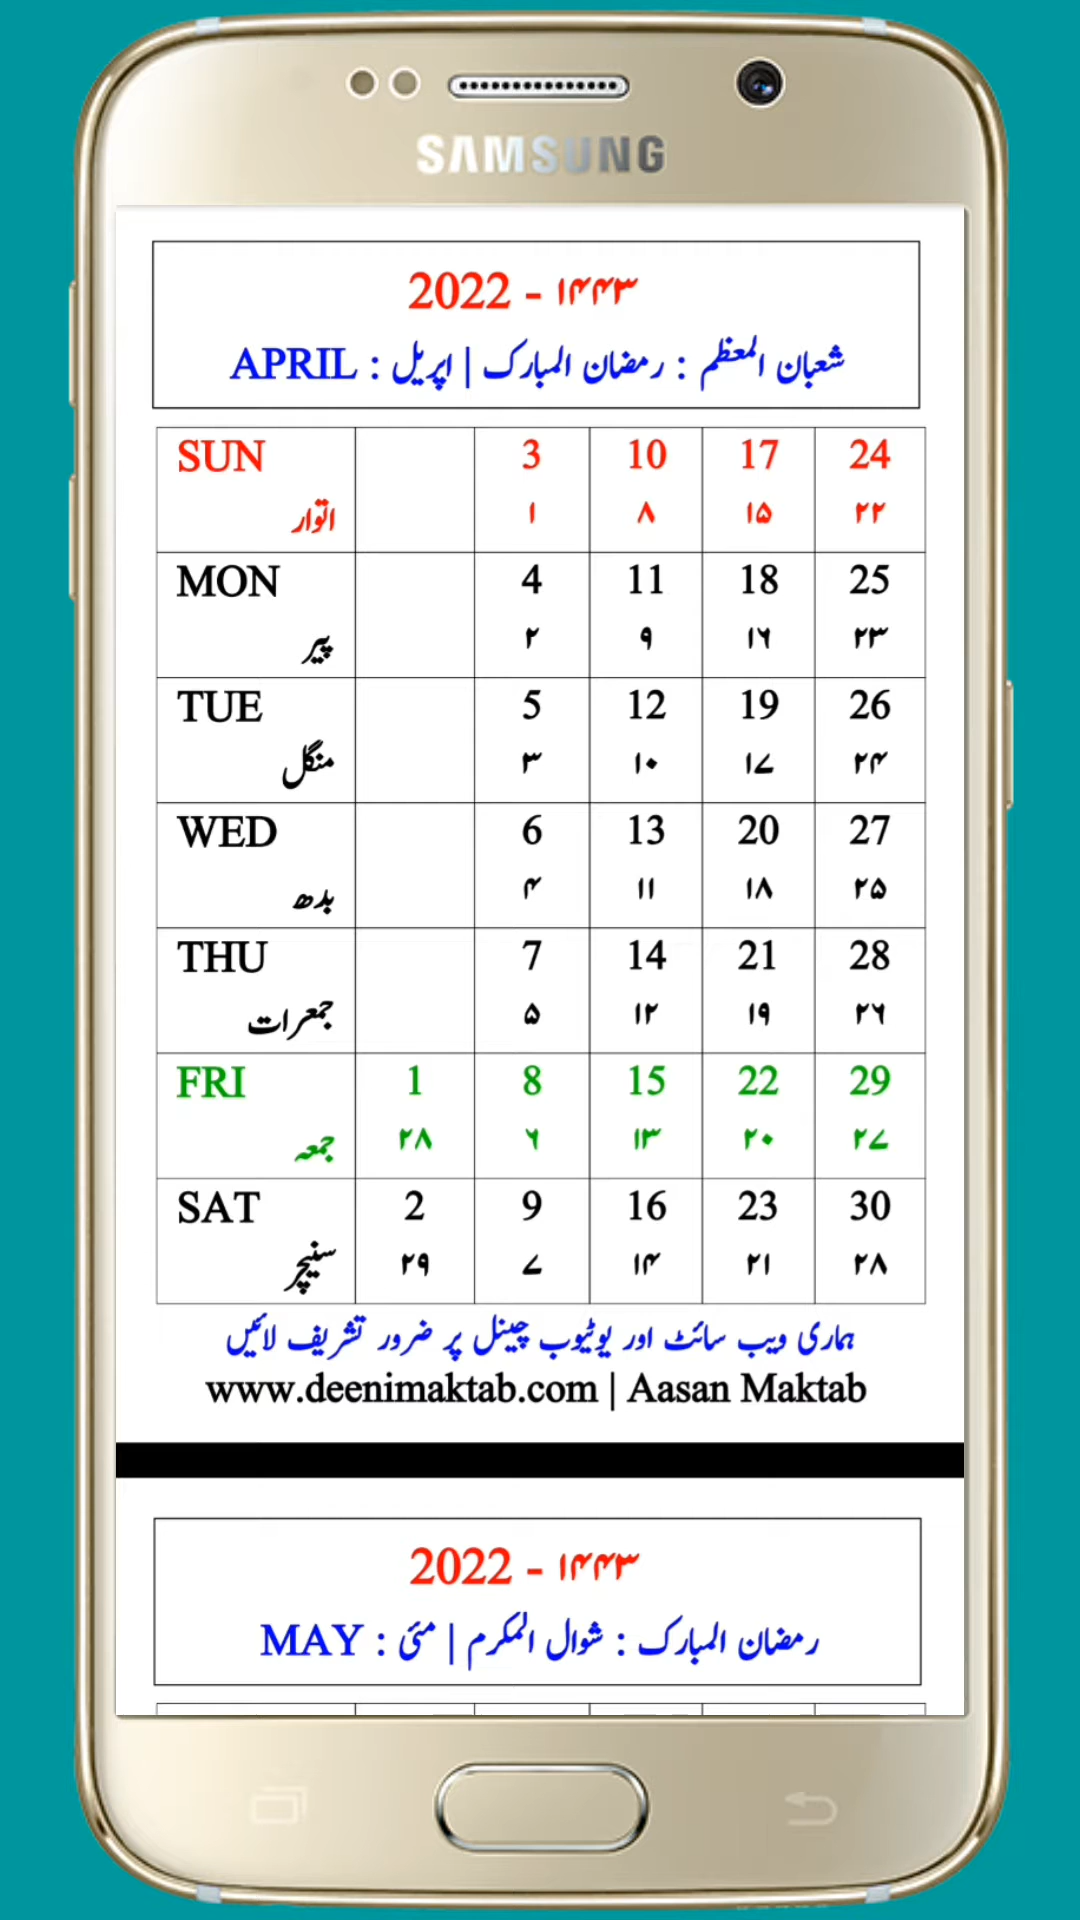 SAMSUNG
2022 - ۱۴۴۳
شعبان المعظم : رمضان المبارک | اپریل : APRIL
SUN 3 10 17 24
اتوار ۱ ۸ ۱۵ ۲۲
MON 4 11 18 25
پیر ۲ ۹ ۱۶ ۲۳
TUE 5 12 19 26
منگل ۳ ۱۰ ۱۷ ۲۴
WED 6 13 20 27
بدھ ۴ ۱۱ ۱۸ ۲۵
THU 7 14 21 28
جمعرات ۵ ۱۲ ۱۹ ۲۶
FRI 1 8 15 22 29
جمعہ ۲۸ ۶ ۱۳ ۲۰ ۲۷
SAT 2 9 16 23 30
سنیچر ۲۹ ۷ ۱۴ ۲۱ ۲۸
ہماری ویب سائٹ اور یوٹیوب چینل پر ضرور تشریف لائیں
www.deenimaktab.com | Aasan Maktab
2022 - ۱۴۴۳
رمضان المبارک : شوال المکرم | مئی : MAY